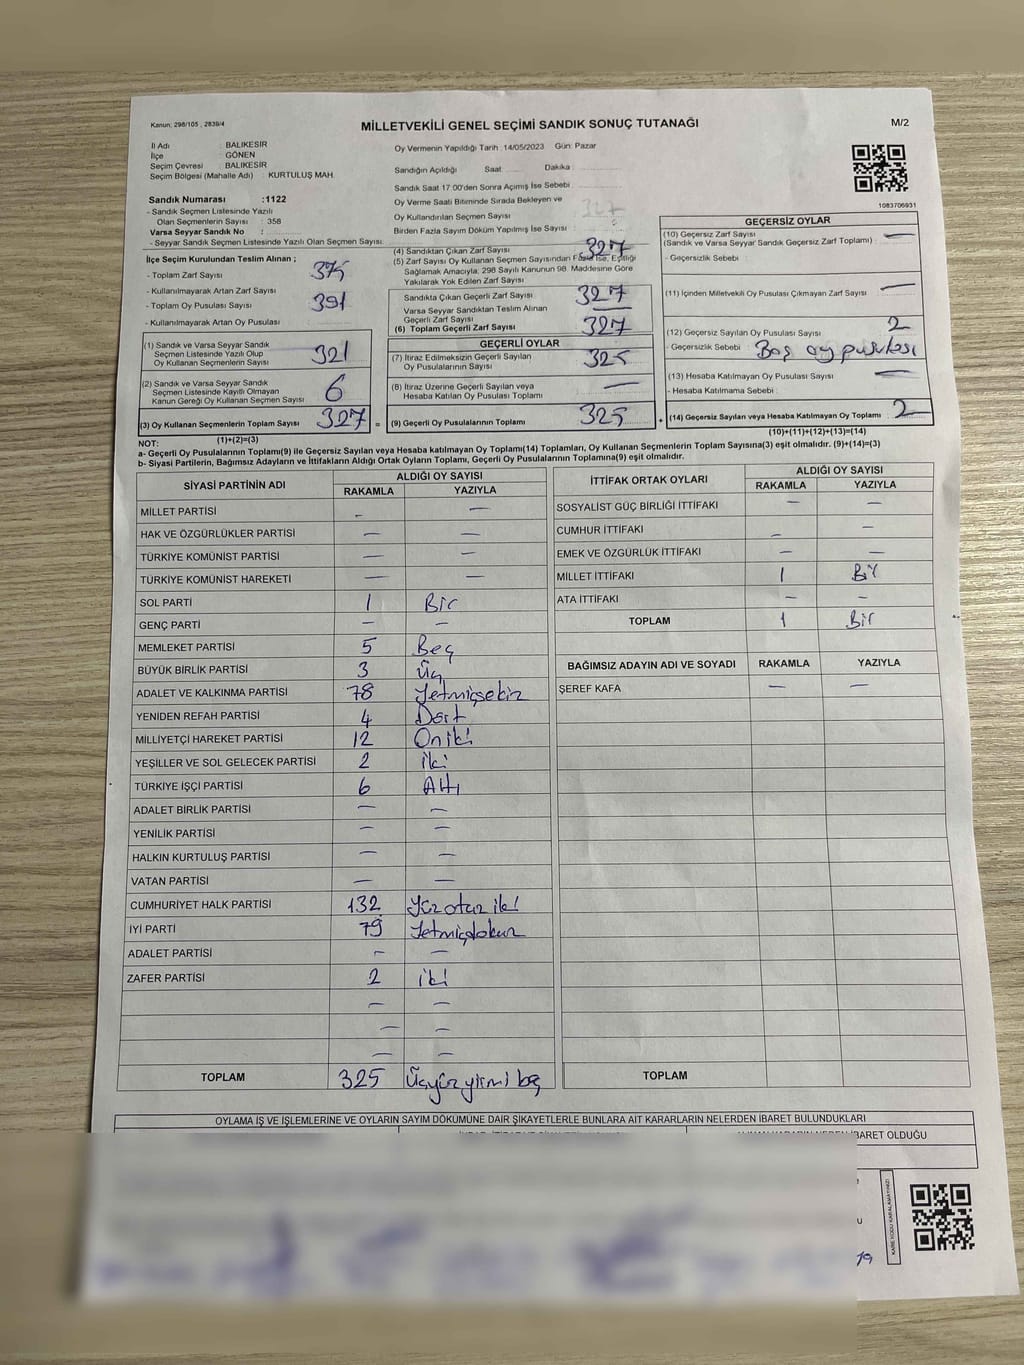 Kanun: 298/105 , 2839/4
MİLLETVEKİLİ GENEL SEÇİMİ SANDIK SONUÇ TUTANAĞI
M/2
İl Adı : BALIKESİR
İlçe : GÖNEN
Seçim Çevresi : BALIKESİR
Seçim Bölgesi (Mahalle Adı) : KURTULUŞ MAH.
Sandık Numarası :1122
- Sandık Seçmen Listesinde Yazılı
Olan Seçmenlerin Sayısı : 358
Varsa Seyyar Sandık No :
- Seyyar Sandık Seçmen Listesinde Yazılı Olan Seçmen Sayısı:
İlçe Seçim Kurulundan Teslim Alınan ;
- Toplam Zarf Sayısı : 375
- Kullanılmayarak Artan Zarf Sayısı :
- Toplam Oy Pusulası Sayısı : 391
- Kullanılmayarak Artan Oy Pusulası :
(1) Sandık ve Varsa Seyyar Sandık
Seçmen Listesinde Yazılı Olup
Oy Kullanan Seçmenlerin Sayısı : 321
(2) Sandık ve Varsa Seyyar Sandık
Seçmen Listesinde Kayıtlı Olmayan
Kanun Gereği Oy Kullanan Seçmen Sayısı : 6
(3) Oy Kullanan Seçmenlerin Toplam Sayısı : 327 =
(1)+(2)=(3)
Oy Vermenin Yapıldığı Tarih : 14/05/2023 Gün: Pazar
Sandığın Açıldığı Saat: Dakika:
Sandık Saat 17:00'den Sonra Açımış İse Sebebi:
Oy Verme Saati Bitiminde Sırada Bekleyen ve
Oy Kullandırılan Seçmen Sayısı :
Birden Fazla Sayım Döküm Yapılmış İse Sayısı :
(4) Sandıktan Çıkan Zarf Sayısı : 327
(5) Zarf Sayısı Oy Kullanan Seçmen Sayısından Fazla İse, Eşitliği
Sağlamak Amacıyla, 298 Sayılı Kanunun 98. Maddesine Göre
Yakılarak Yok Edilen Zarf Sayısı :
Sandıkta Çıkan Geçerli Zarf Sayısı : 327
Varsa Seyyar Sandıktan Teslim Alınan
Geçerli Zarf Sayısı : —
(6) Toplam Geçerli Zarf Sayısı : 327
GEÇERLİ OYLAR
(7) İtiraz Edilmeksizin Geçerli Sayılan
Oy Pusulalarının Sayısı : 325
(8) İtiraz Üzerine Geçerli Sayılan veya
Hesaba Katılan Oy Pusulası Toplamı : —
(9) Geçerli Oy Pusulalarının Toplamı : 325 +
1083706931
GEÇERSİZ OYLAR
(10) Geçersiz Zarf Sayısı
(Sandık ve Varsa Seyyar Sandık Geçersiz Zarf Toplamı) : —
- Geçersizlik Sebebi :
(11) İçinden Milletvekili Oy Pusulası Çıkmayan Zarf Sayısı : —
(12) Geçersiz Sayılan Oy Pusulası Sayısı : 2
- Geçersizlik Sebebi : Boş oy pusulası
(13) Hesaba Katılmayan Oy Pusulası Sayısı : —
- Hesaba Katılmama Sebebi :
(14) Geçersiz Sayılan veya Hesaba Katılmayan Oy Toplamı : 2
(10)+(11)+(12)+(13)=(14)
NOT:
a- Geçerli Oy Pusulalarının Toplamı(9) ile Geçersiz Sayılan veya Hesaba katılmayan Oy Toplamı(14) Toplamları, Oy Kullanan Seçmenlerin Toplam Sayısına(3) eşit olmalıdır. (9)+(14)=(3)
b- Siyasi Partilerin, Bağımsız Adayların ve İttifakların Aldığı Ortak Oyların Toplamı, Geçerli Oy Pusulalarının Toplamına(9) eşit olmalıdır.
SİYASİ PARTİNİN ADI ALDIĞI OY SAYISI
RAKAMLA YAZIYLA
MİLLET PARTİSİ - —
HAK VE ÖZGÜRLÜKLER PARTİSİ — —
TÜRKİYE KOMÜNİST PARTİSİ — —
TÜRKİYE KOMÜNİST HAREKETİ — —
SOL PARTİ 1 Bir
GENÇ PARTİ — —
MEMLEKET PARTİSİ 5 Beş
BÜYÜK BİRLİK PARTİSİ 3 Üç
ADALET VE KALKINMA PARTİSİ 78 Yetmişsekiz
YENİDEN REFAH PARTİSİ 4 Dört
MİLLİYETÇİ HAREKET PARTİSİ 12 Oniki
YEŞİLLER VE SOL GELECEK PARTİSİ 2 iki
TÜRKİYE İŞÇİ PARTİSİ 6 Altı
ADALET BİRLİK PARTİSİ — —
YENİLİK PARTİSİ — —
HALKIN KURTULUŞ PARTİSİ — —
VATAN PARTİSİ — —
CUMHURİYET HALK PARTİSİ 132 Yüzotuz iki
İYİ PARTİ 79 Yetmişdokuz
ADALET PARTİSİ — —
ZAFER PARTİSİ 2 iki
— —
— —
— —
TOPLAM 325 Üçyüzyirmi beş
İTTİFAK ORTAK OYLARI ALDIĞI OY SAYISI
RAKAMLA YAZIYLA
SOSYALİST GÜÇ BİRLİĞİ İTTİFAKI — —
CUMHUR İTTİFAKI — —
EMEK VE ÖZGÜRLÜK İTTİFAKI — —
MİLLET İTTİFAKI 1 Bir
ATA İTTİFAKI — —
TOPLAM 1 Bir
BAĞIMSIZ ADAYIN ADI VE SOYADI RAKAMLA YAZIYLA
ŞEREF KAFA — —
TOPLAM
OYLAMA İŞ VE İŞLEMLERİNE VE OYLARIN SAYIM DÖKÜMÜNE DAİR ŞİKAYETLERLE BUNLARA AİT KARARLARIN NELERDEN İBARET BULUNDUKLARI
İBARET OLDUĞU
KARE KODU KARALAMAYINIZ!